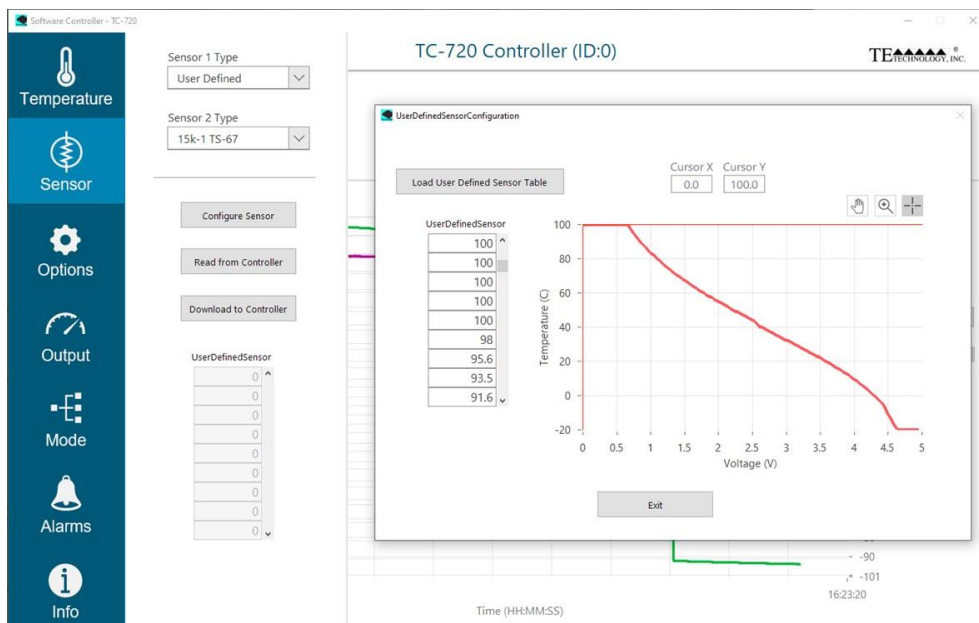 Software Controller - TC-720
Temperature
Sensor
Options
Output
Mode
Alarms
Info
Sensor 1 Type
User Defined
Sensor 2 Type
15k-1 TS-67
Configure Sensor
Read from Controller
Download to Controller
UserDefinedSensor
0
0
0
0
0
0
0
0
0
TC-720 Controller (ID:0)
TE TECHNOLOGY, INC.
UserDefinedSensorConfiguration
Load User Defined Sensor Table
Cursor X Cursor Y
0.0 100.0
UserDefinedSensor
100
100
100
100
100
98
95.6
93.5
91.6
Temperature (C)
100
80
60
40
20
0
-20
0 0.5 1 1.5 2 2.5 3 3.5 4 4.5 5
Voltage (V)
Exit
-90
-101
16:23:20
Time (HH:MM:SS)